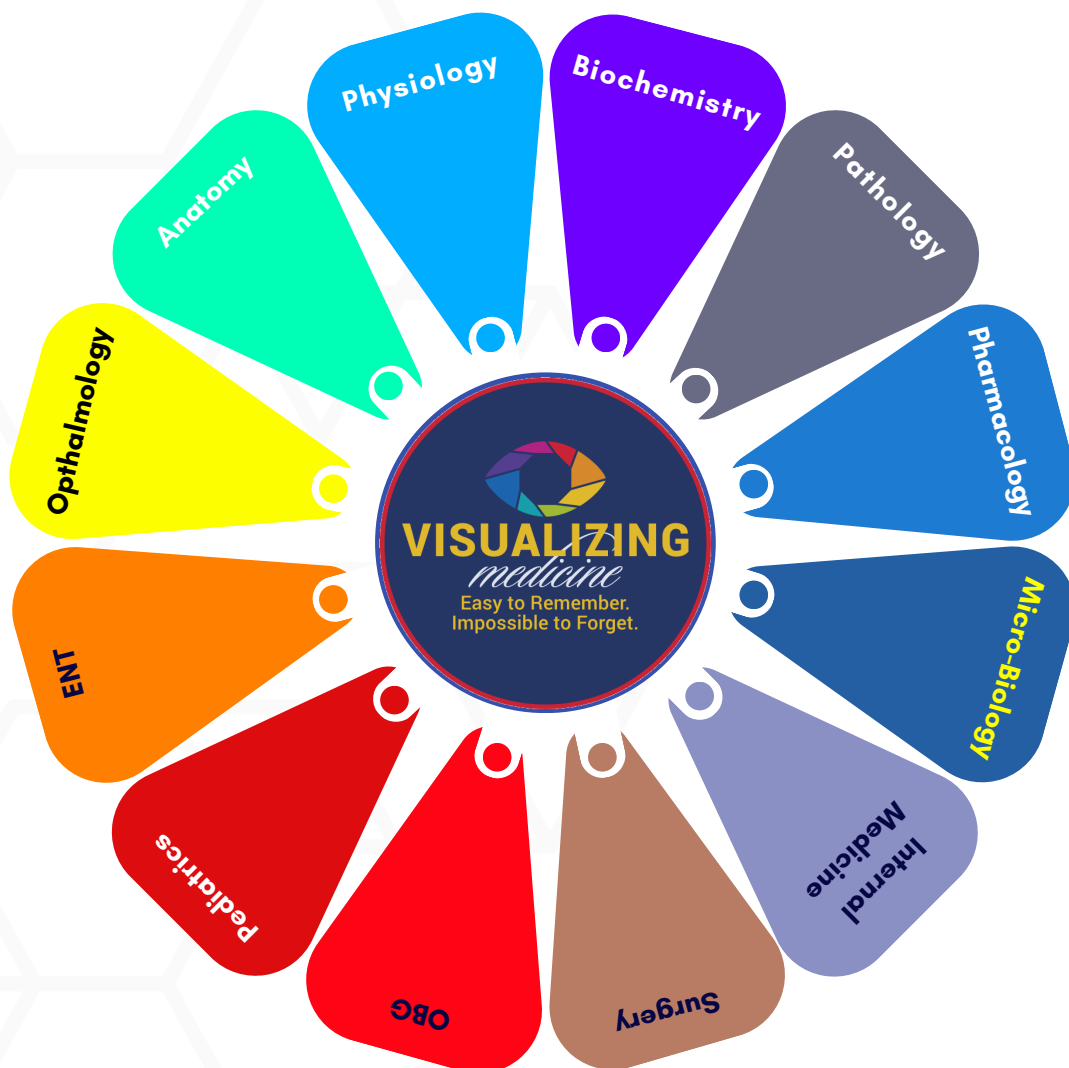 Physiology
Biochemistry
Pathology
Pharmacology
Micro-Biology
Internal
Medicine
Surgery
OBG
Pediatrics
ENT
Opthalmology
Anatomy
VISUALIZING
medicine
Easy to Remember.
Impossible to Forget.